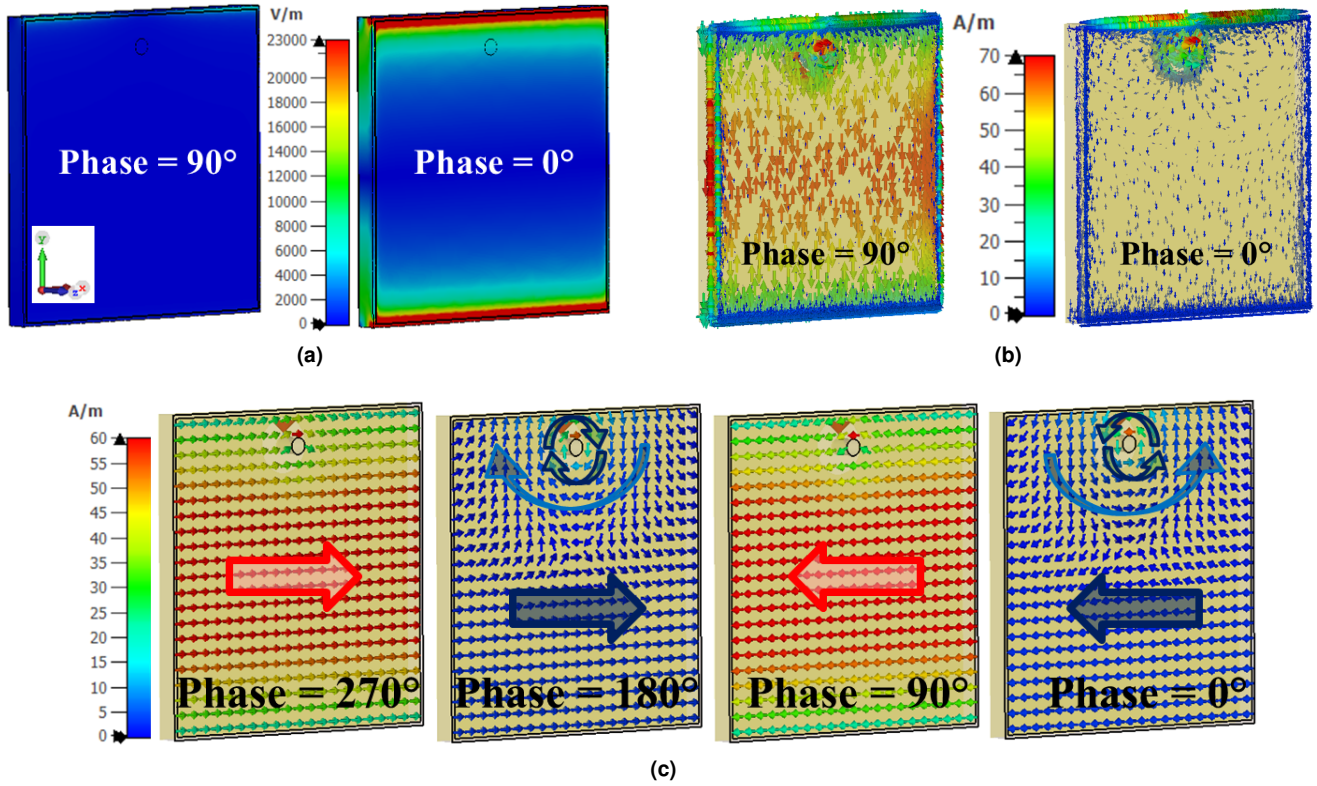 V/m
23000
20000
18000
16000
14000
12000
10000
8000
6000
4000
2000
0
Phase = 90°
Phase = 0°
Y
X
Z
(a)
A/m
70
60
50
40
30
20
10
0
Phase = 90°
Phase = 0°
(b)
A/m
60
55
50
45
40
35
30
25
20
15
10
5
0
Phase = 270°
Phase = 180°
Phase = 90°
Phase = 0°
(c)